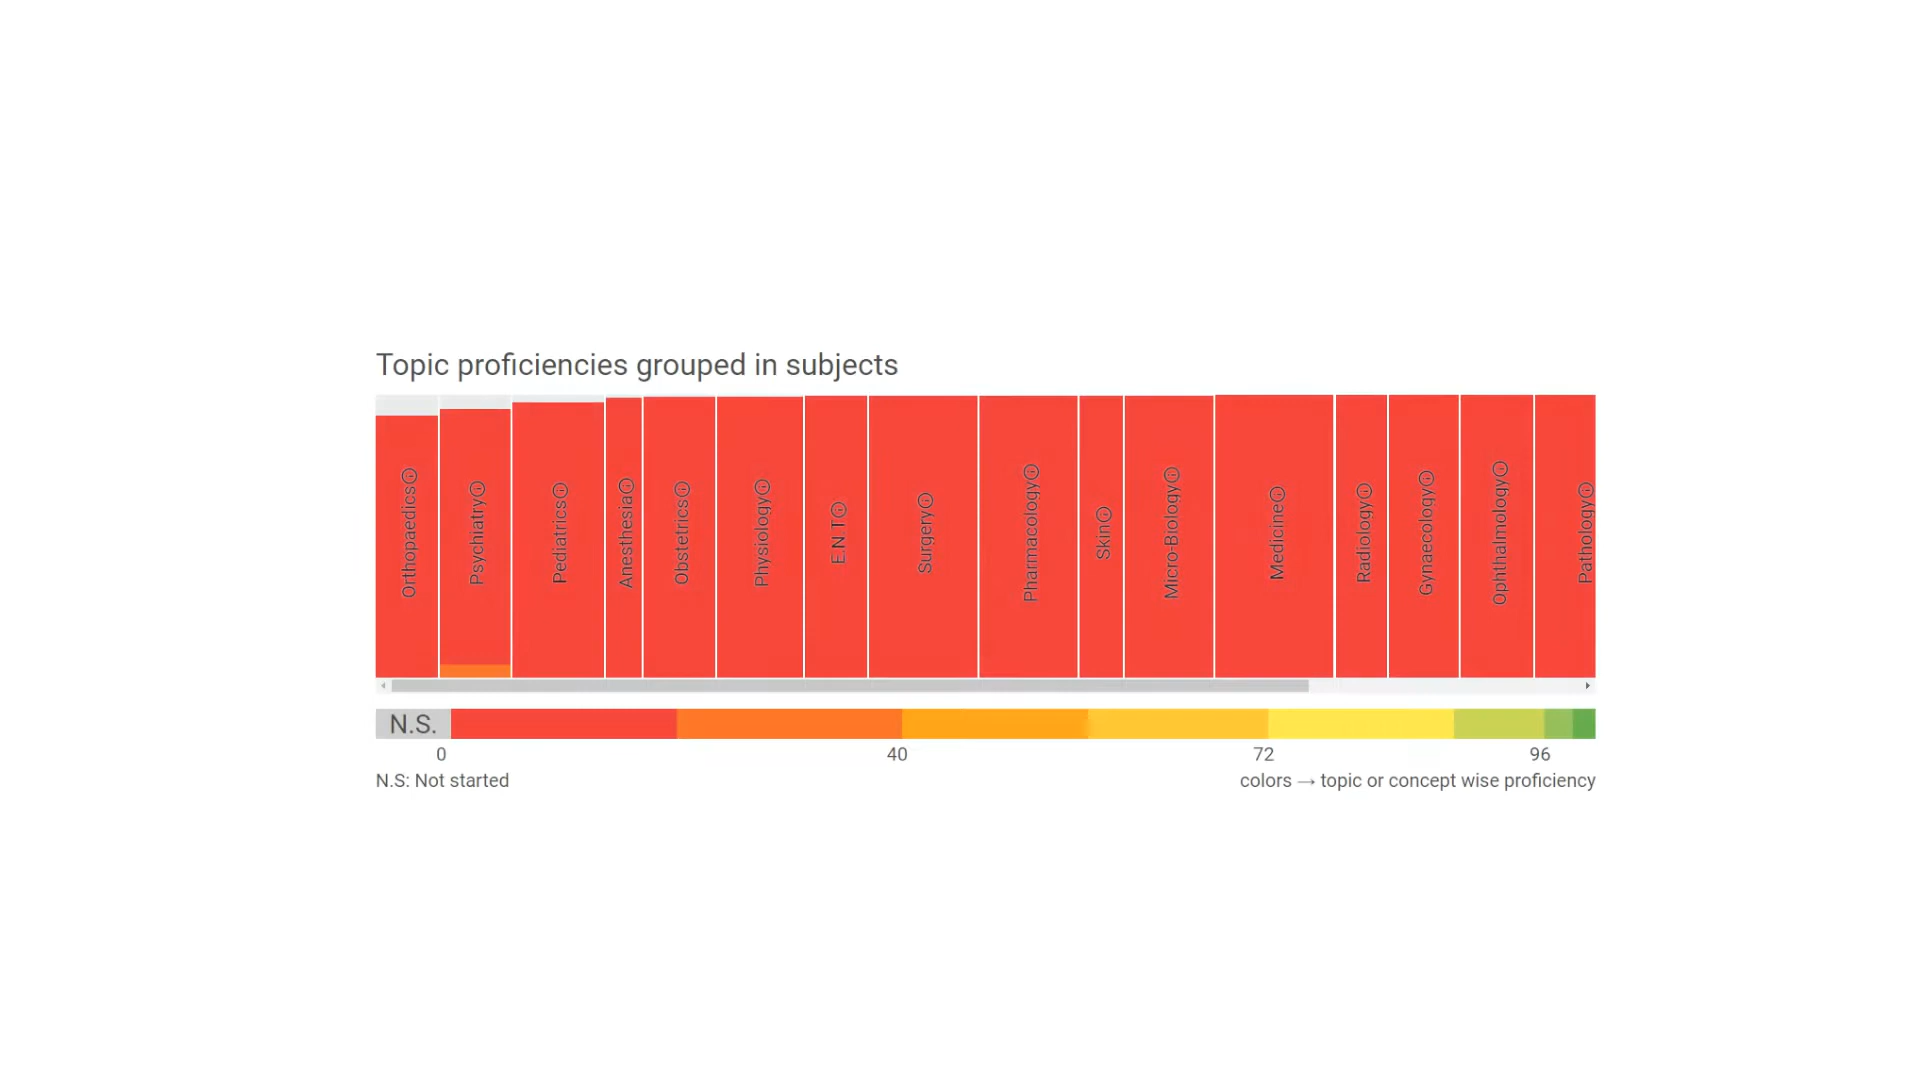 Topic proficiencies grouped in subjects
Orthopaedics
Psychiatry
Pediatrics
Anesthesia
Obstetrics
Physiology
E.N.T
Surgery
Pharmacology
Skin
Micro-Biology
Medicine
Radiology
Gynaecology
Ophthalmology
Pathology
N.S.
0 40 72 96
N.S: Not started
colors → topic or concept wise proficiency